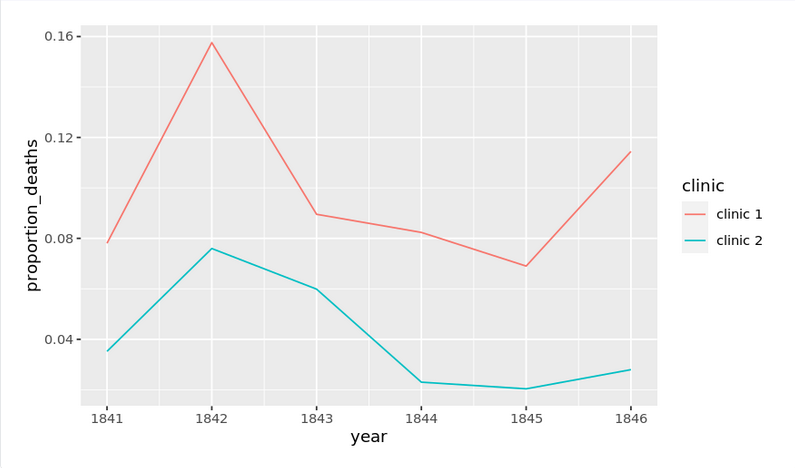 0.16
0.12
0.08
0.04
proportion_deaths
1841 1842 1843 1844 1845 1846
year
clinic
clinic 1
clinic 2